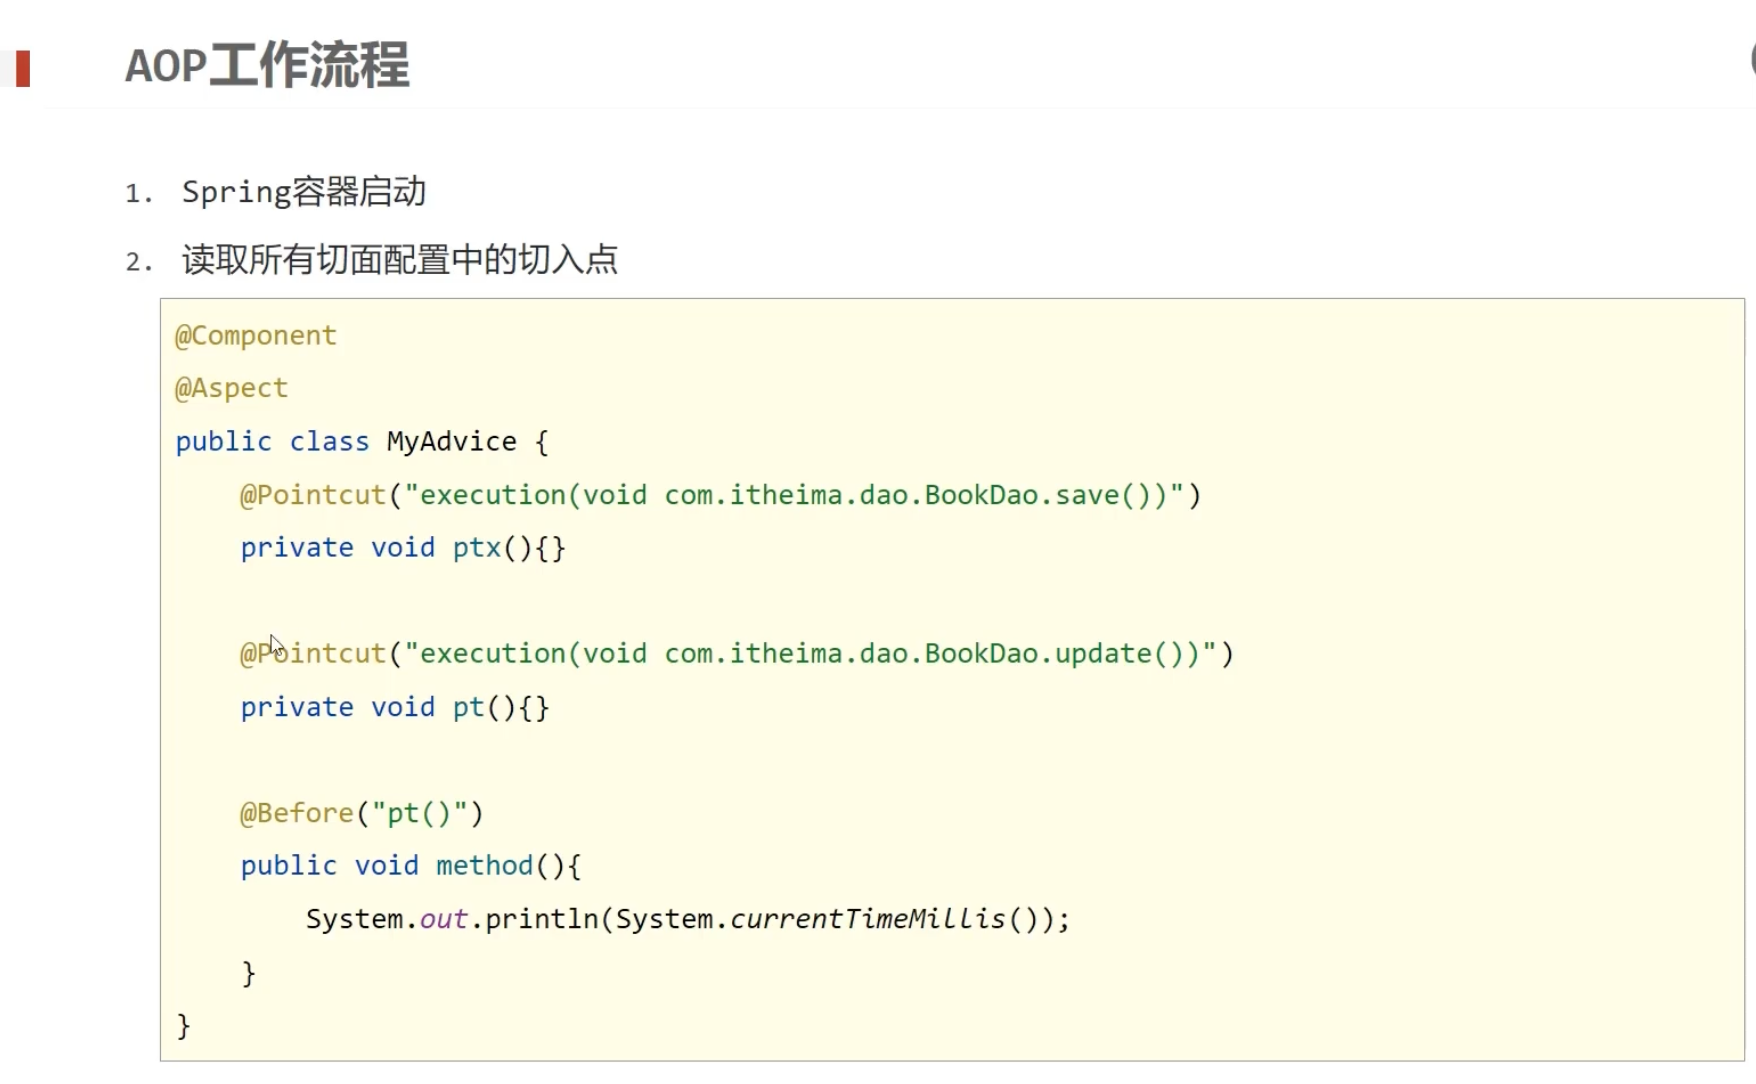 AOP工作流程
1. Spring容器启动
2. 读取所有切面配置中的切入点
@Component
@Aspect
public class MyAdvice {
    @Pointcut("execution(void com.itheima.dao.BookDao.save())")
    private void ptx(){}
    @Pointcut("execution(void com.itheima.dao.BookDao.update())")
    private void pt(){}
    @Before("pt()")
    public void method(){
        System.out.println(System.currentTimeMillis());
    }
}